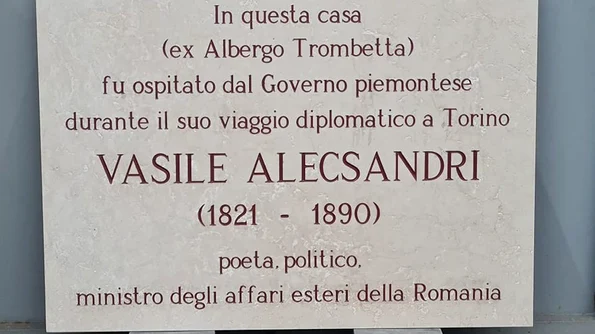 In questa casa
(ex Albergo Trombetta)
fu ospitato dal Governo piemontese
durante il suo viaggio diplomatico a Torino
VASILE ALECSANDRI
(1821 - 1890)
poeta, politico,
ministro degli affari esteri della Romania